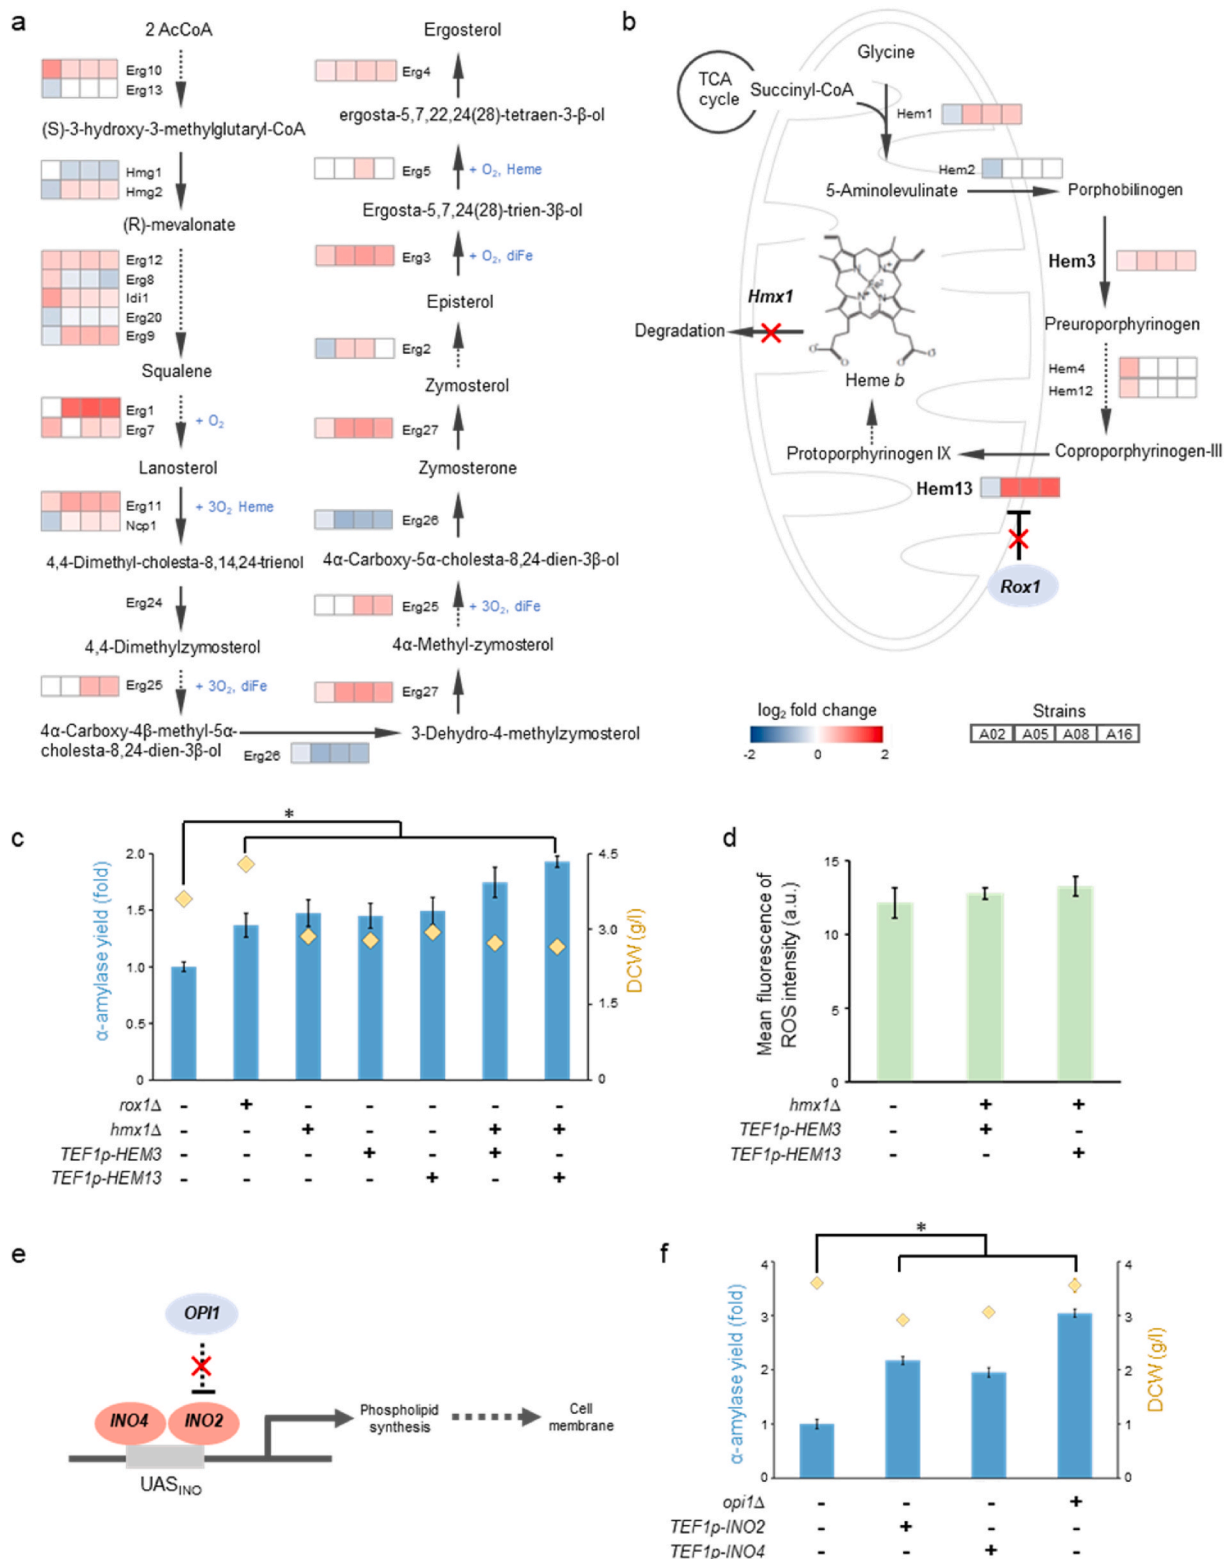 a
2 AcCoA
Erg10
Erg13
(S)-3-hydroxy-3-methylglutaryl-CoA
Hmg1
Hmg2
(R)-mevalonate
Erg12
Erg8
Idi1
Erg20
Erg9
Squalene
Erg1
Erg7
+ O2
Lanosterol
Erg11
Ncp1
+ 3O2 Heme
4,4-Dimethyl-cholesta-8,14,24-trienol
Erg24
4,4-Dimethylzymosterol
Erg25
+ 3O2, diFe
4α-Carboxy-4β-methyl-5α-
cholesta-8,24-dien-3β-ol
Erg26
3-Dehydro-4-methylzymosterol
Erg27
4α-Methyl-zymosterol
Erg25
+ 3O2, diFe
4α-Carboxy-5α-cholesta-8,24-dien-3β-ol
Erg26
Zymosterone
Erg27
Zymosterol
Erg2
Episterol
Erg3
+ O2, diFe
Ergosta-5,7,24(28)-trien-3β-ol
Erg5
+ O2, Heme
ergosta-5,7,22,24(28)-tetraen-3-β-ol
Erg4
Ergosterol
b
Glycine
TCA
cycle
Succinyl-CoA
Hem1
Hem2
5-Aminolevulinate
Porphobilinogen
Hem3
Preuroporphyrinogen
Hem4
Hem12
Coproporphyrinogen-III
Protoporphyrinogen IX
Hem13
Rox1
Heme b
Hmx1
Degradation
log2 fold change
-2 0 2
Strains
A02 A05 A08 A16
c
*
α-amylase yield (fold)
2.0
1.5
1.0
0.5
0
DCW (g/l)
4.5
3.0
1.5
0
rox1Δ - + - - - - -
hmx1Δ - - + - - + +
TEF1p-HEM3 - - - + - + -
TEF1p-HEM13 - - - - + - +
d
Mean fluorescence of
ROS intensity (a.u.)
15
10
5
0
hmx1Δ - + +
TEF1p-HEM3 - + -
TEF1p-HEM13 - - +
e
OPI1
INO4 INO2
UASINO
Phospholipid
synthesis
Cell
membrane
f
*
α-amylase yield (fold)
4
3
2
1
0
DCW (g/l)
4
3
2
1
0
opi1Δ - - - +
TEF1p-INO2 - + - -
TEF1p-INO4 - - + -